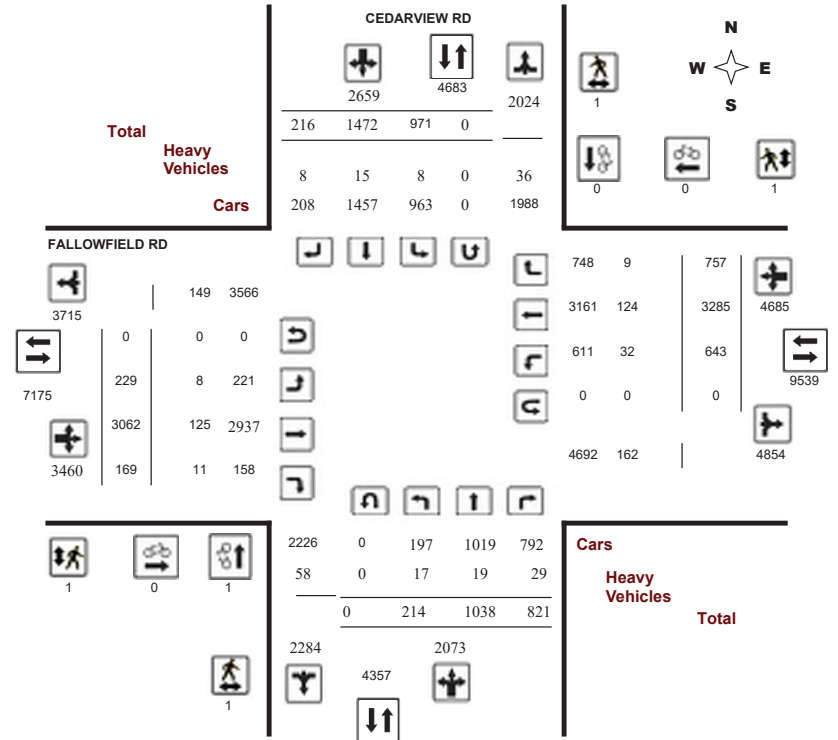 CEDARVIEW RD
N
W E
S
2659
4683
2024
1
Total
216 1472 971 0
Heavy
Vehicles
8 15 8 0 36
Cars
208 1457 963 0 1988
0 0 1
FALLOWFIELD RD
3715
149 3566
748 9 757
3161 124 3285 4685
0 0 0
7175
611 32 643
9539
229 8 221
0 0 0
3062 125 2937
3460
169 11 158
4692 162 4854
2226 0 197 1019 792
58 0 17 19 29
0 214 1038 821
Cars
Heavy
Vehicles
Total
1 0 1
2284
4357
2073
1